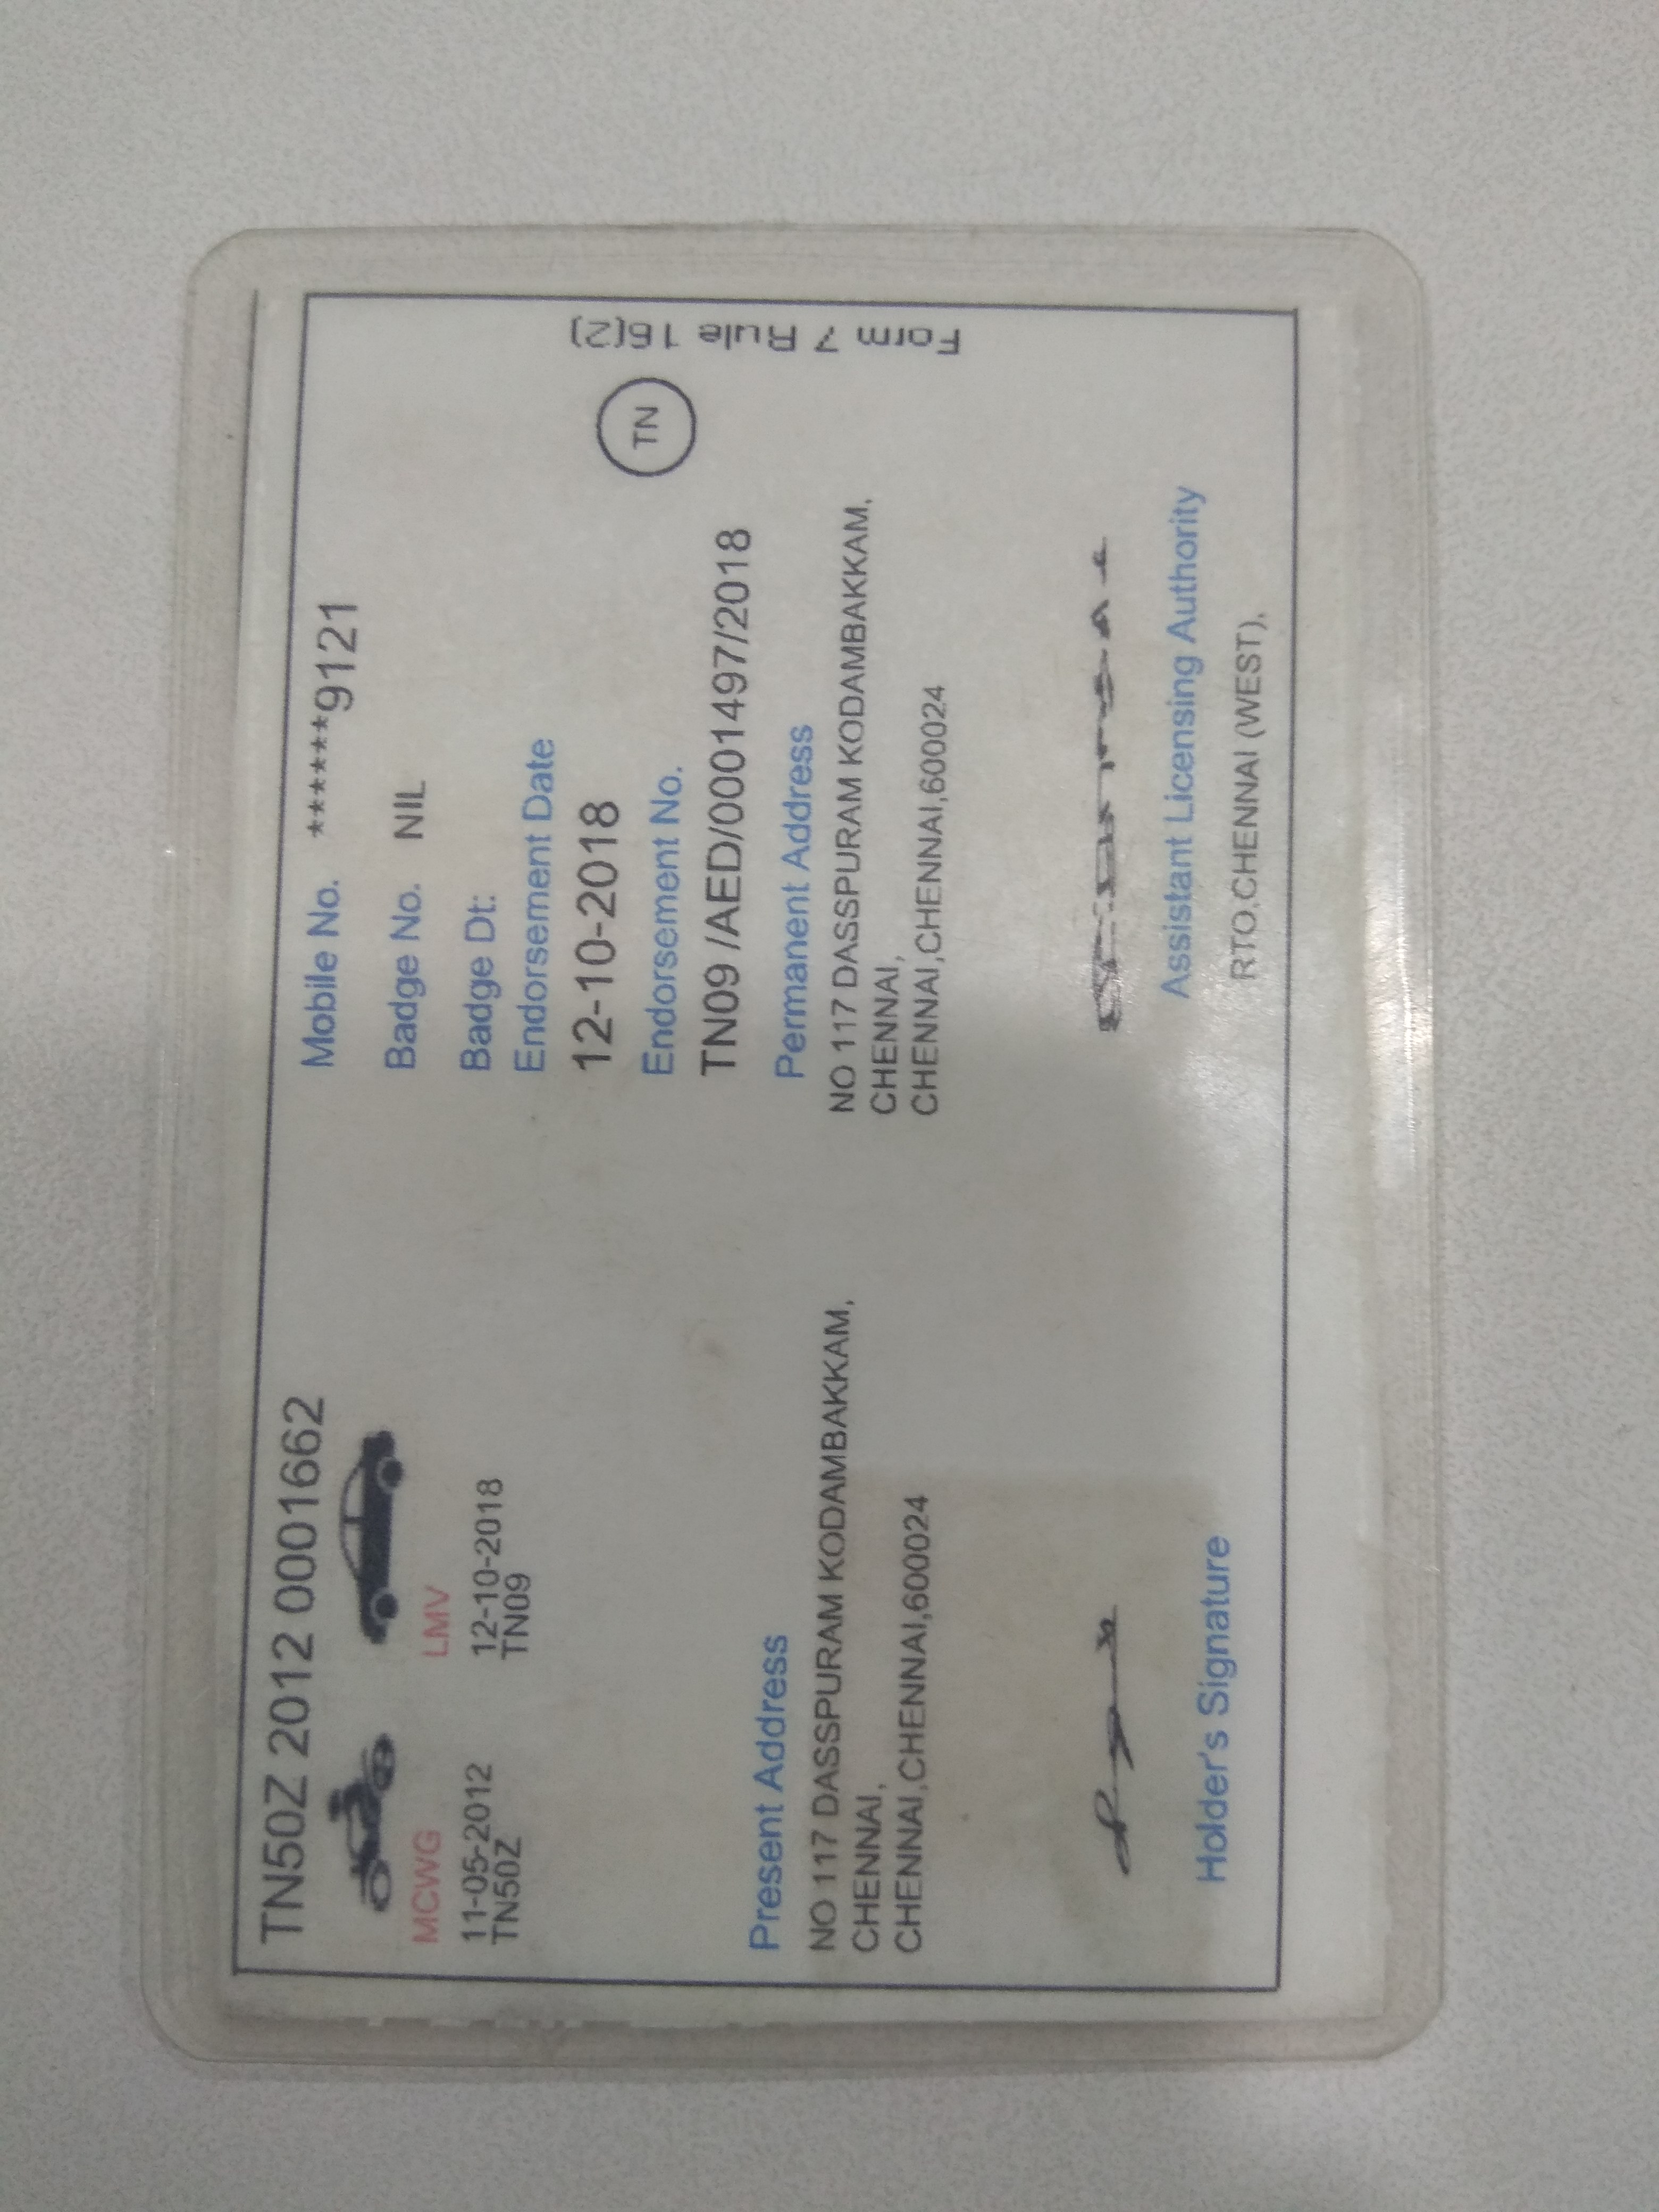 TN50Z 2012 0001662
MCWG
11-05-2012
TN50Z
LMV
12-10-2018
TN09
Mobile No. ******9121
Badge No. NIL
Badge Dt:
Endorsement Date
12-10-2018
Endorsement No.
TN09 /AED/0001497/2018
TN
Form 7 Rule 16(2)
Present Address
NO 117 DASSPURAM KODAMBAKKAM,
CHENNAI,
CHENNAI,CHENNAI,600024
Permanent Address
NO 117 DASSPURAM KODAMBAKKAM,
CHENNAI,
CHENNAI,CHENNAI,600024
Holder's Signature
Assistant Licensing Authority
RTO,CHENNAI (WEST).